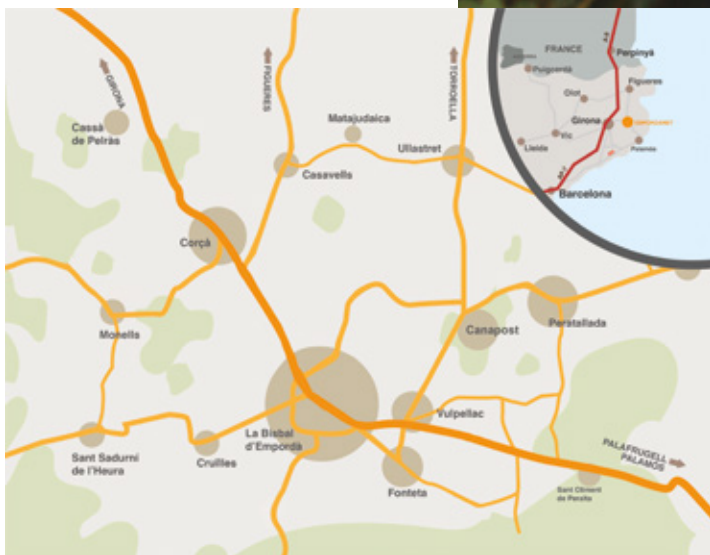 GIRONA
FIGUERES
TORROELLA
Cassà
de Pelràs
Matajudaica
Casavells
Ullastret
Corçà
Monells
Canapost
Peratallada
La Bisbal
d'Empordà
Vulpellac
Sant Sadurní
de l'Heura
Cruïlles
Fonteta
Sant Climent
de Peralta
PALAFRUGELL
PALAMÓS
FRANCE
Perpinyà
Puigcerdà
Figueres
Olot
Girona
Vic
Lleida
Palamós
Barcelona